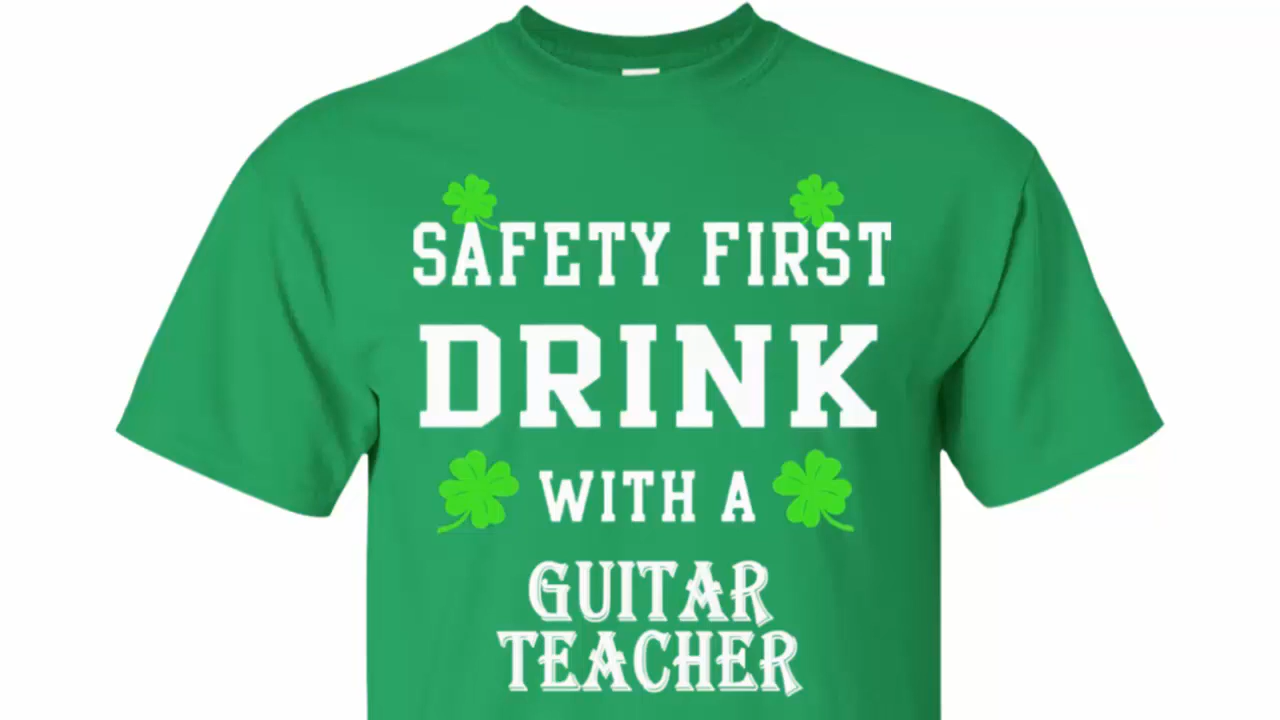 SAFETY FIRST
DRINK
WITH A
GUITAR
TEACHER